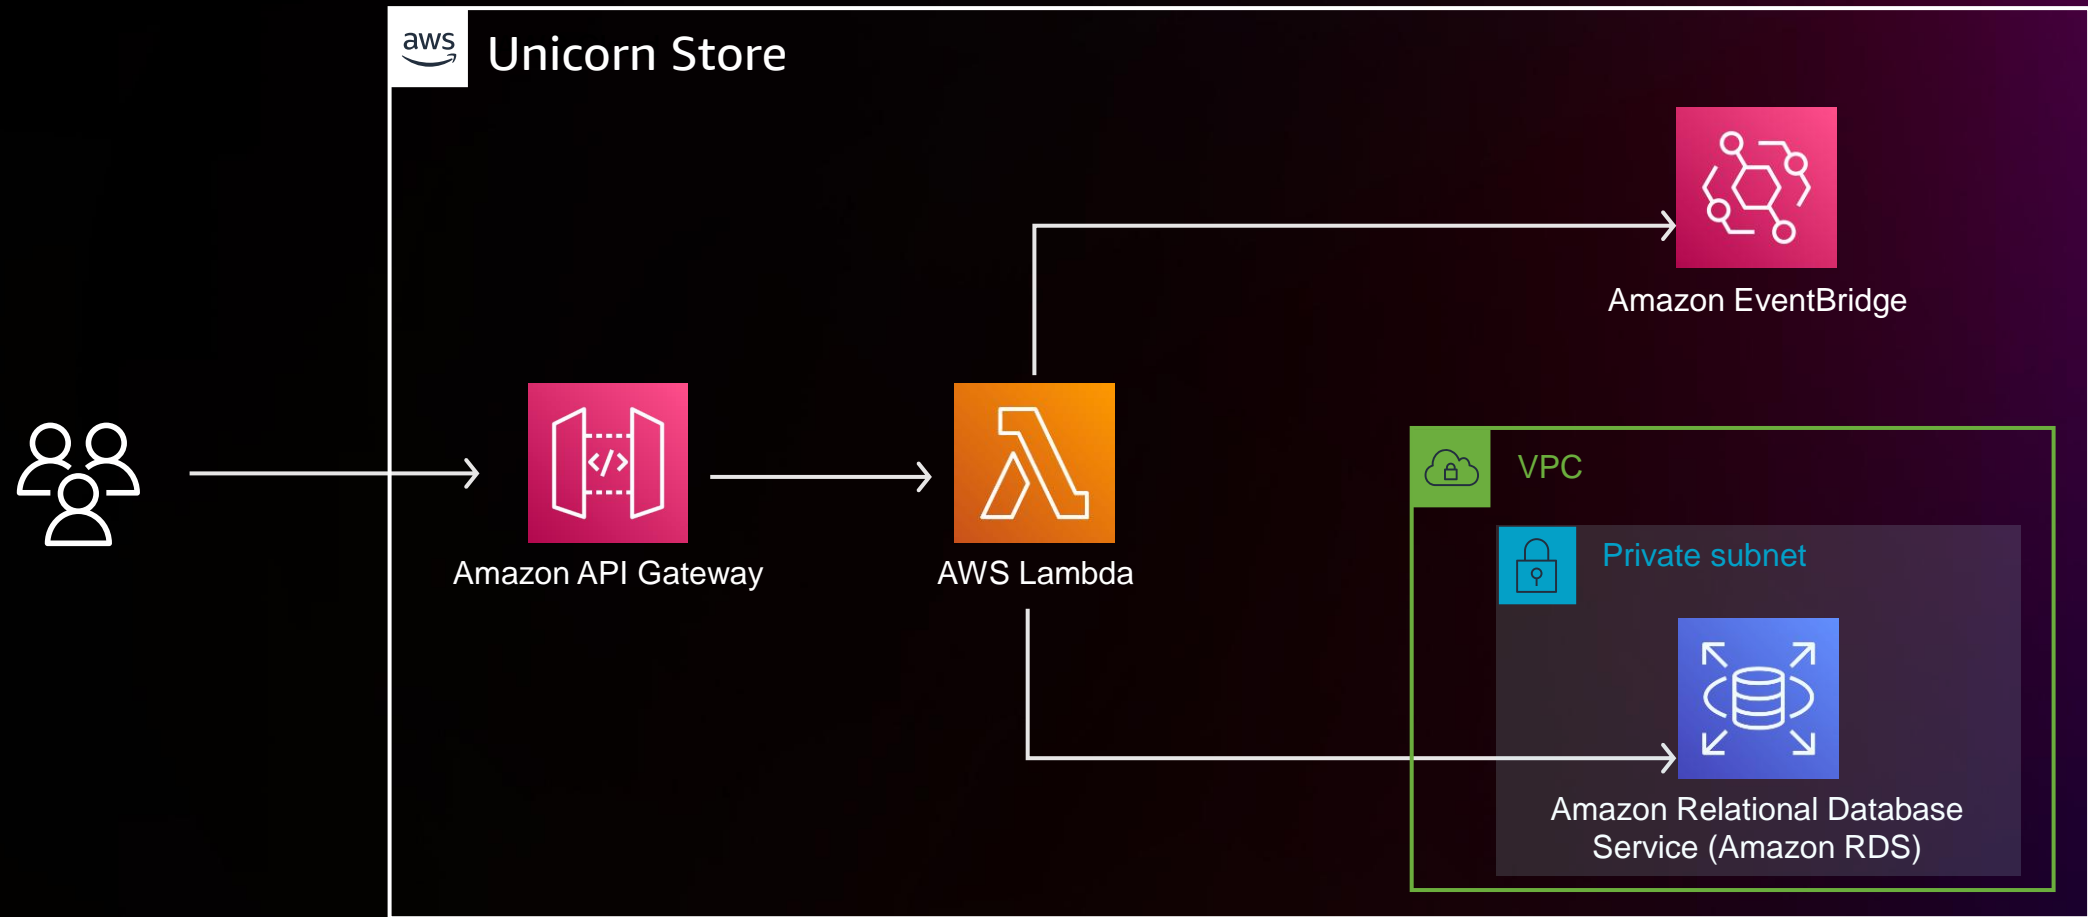 aws
Unicorn Store
Amazon EventBridge
Amazon API Gateway
AWS Lambda
VPC
Private subnet
Amazon Relational Database
Service (Amazon RDS)